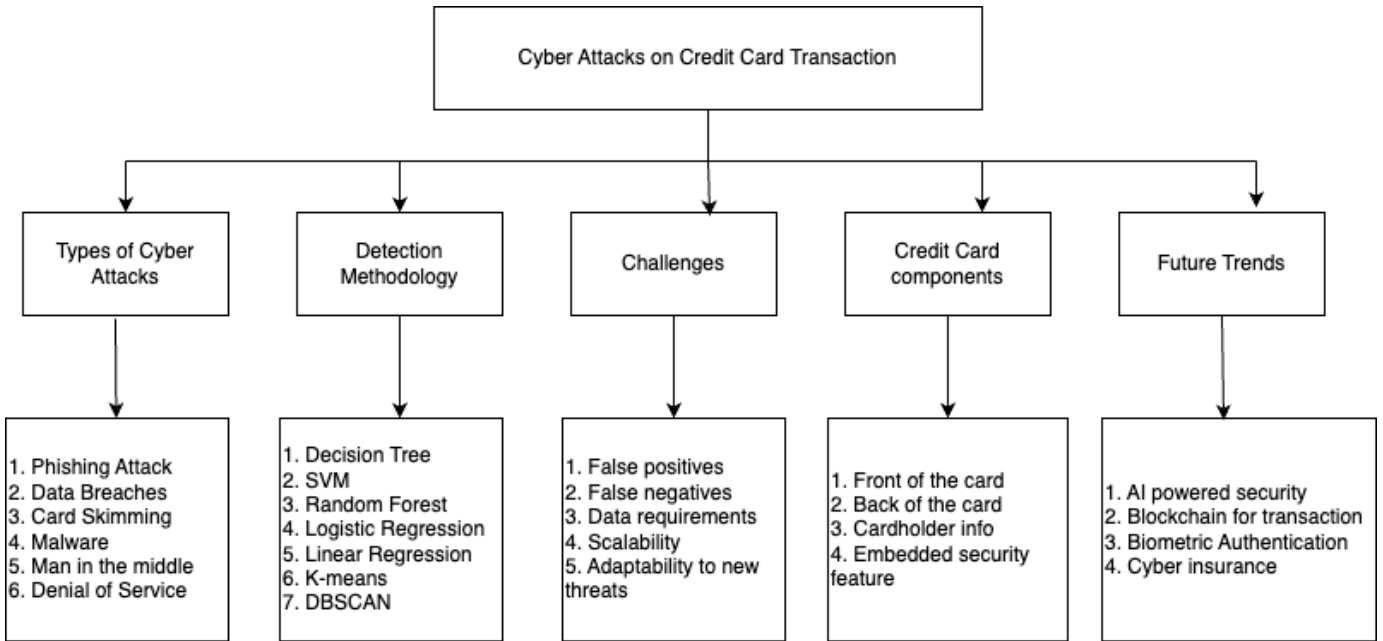 Cyber Attacks on Credit Card Transaction
Types of Cyber
Attacks
Detection
Methodology
Challenges
Credit Card
components
Future Trends
1. Phishing Attack
2. Data Breaches
3. Card Skimming
4. Malware
5. Man in the middle
6. Denial of Service
1. Decision Tree
2. SVM
3. Random Forest
4. Logistic Regression
5. Linear Regression
6. K-means
7. DBSCAN
1. False positives
2. False negatives
3. Data requirements
4. Scalability
5. Adaptability to new
threats
1. Front of the card
2. Back of the card
3. Cardholder info
4. Embedded security
feature
1. AI powered security
2. Blockchain for transaction
3. Biometric Authentication
4. Cyber insurance